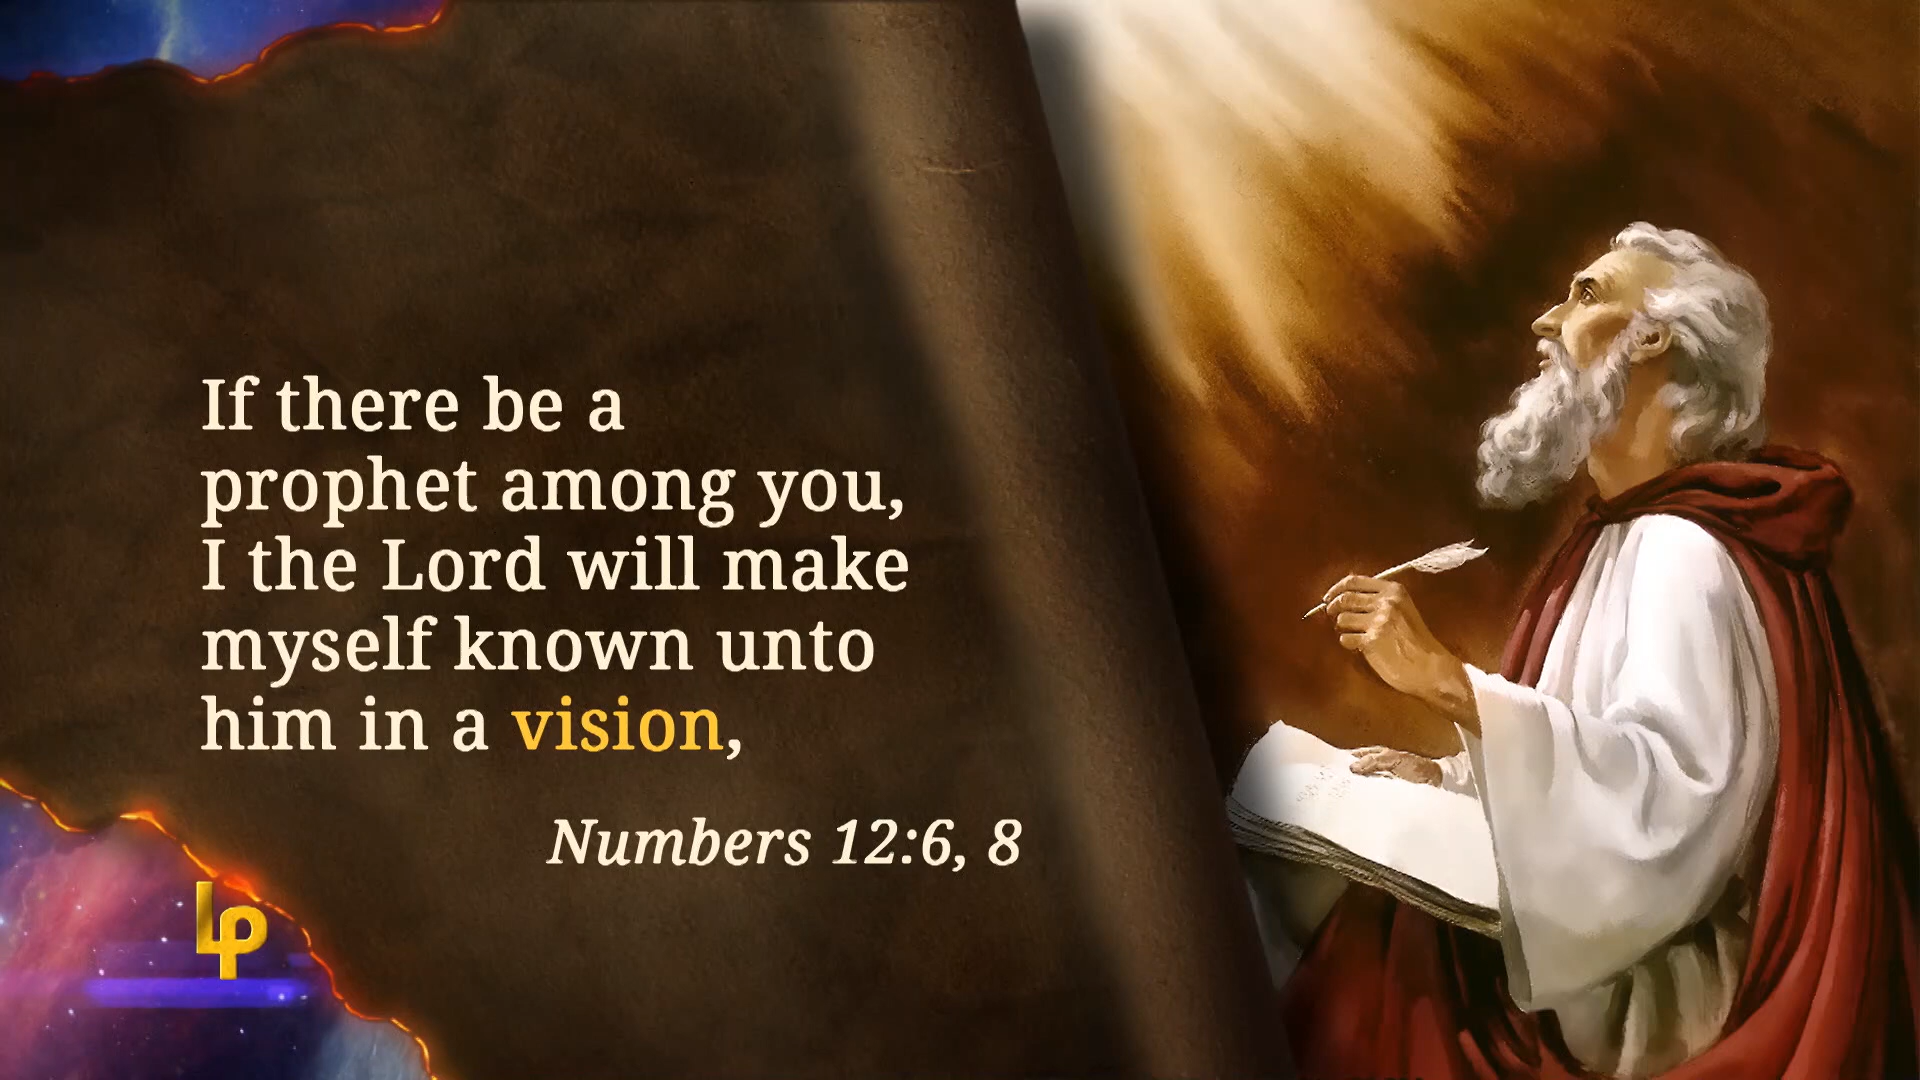 If there be a
prophet among you,
I the Lord will make
myself known unto
him in a vision,
Numbers 12:6, 8
LP